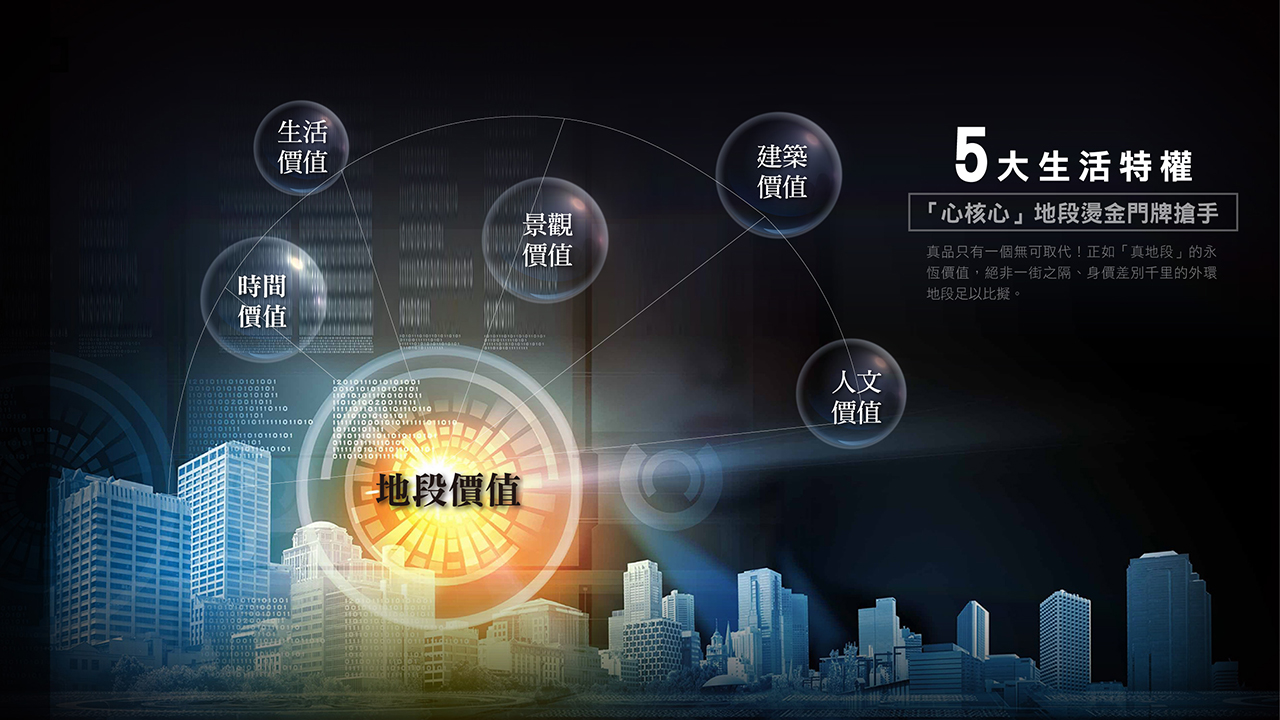 生活
價值
建築
價值
景觀
價值
時間
價值
人文
價值
地段價值
5大生活特權
「心核心」地段燙金門牌搶手
真品只有一個無可取代！正如「真地段」的永
恆價值，絕非一街之隔、身價差別千里的外環
地段足以比擬。